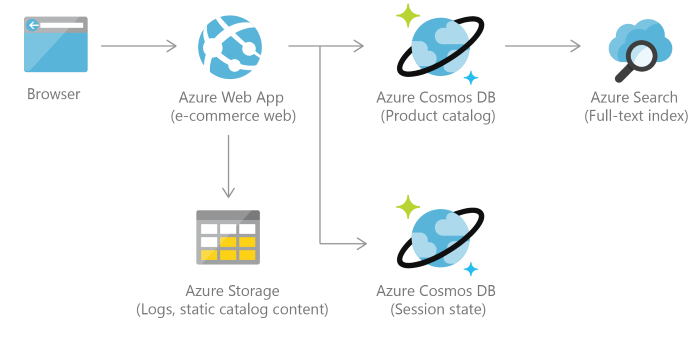 Browser
Azure Web App
(e-commerce web)
Azure Cosmos DB
(Product catalog)
Azure Search
(Full-text index)
Azure Storage
(Logs, static catalog content)
Azure Cosmos DB
(Session state)